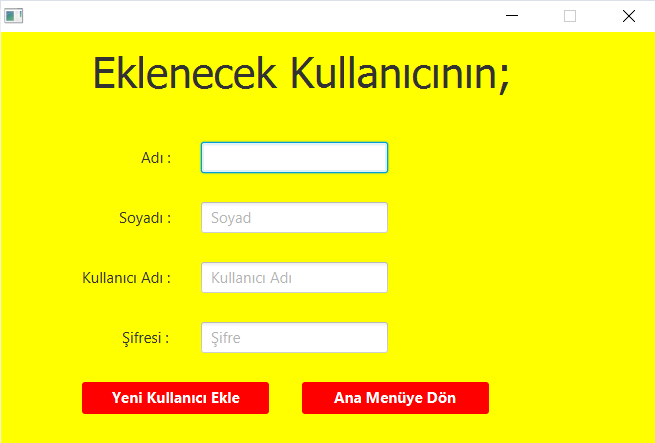 Eklenecek Kullanıcının;
Adı :
Soyadı : Soyad
Kullanıcı Adı : Kullanıcı Adı
Şifresi : Şifre
Yeni Kullanıcı Ekle Ana Menüye Dön